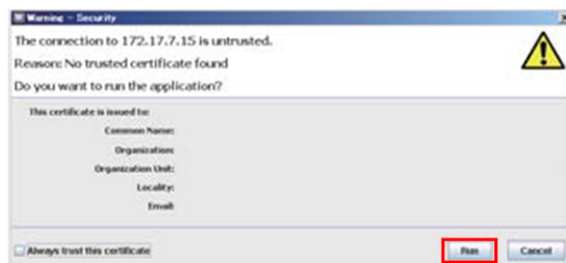 Warning - Security
The connection to 172.17.7.15 is untrusted.
Reason: No trusted certificate found
Do you want to run the application?
This certificate is issued to:
Common Name:
Organization:
Organization Unit:
Locality:
Email:
Always trust this certificate
Run Cancel